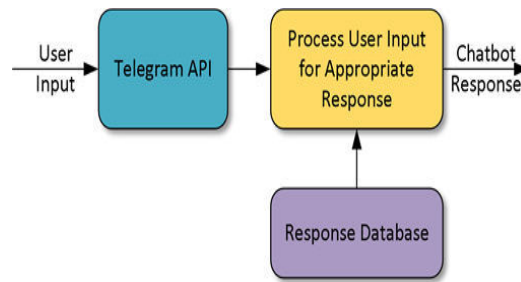 User
Input
Telegram API
Process User Input
for Appropriate
Response
Chatbot
Response
Response Database